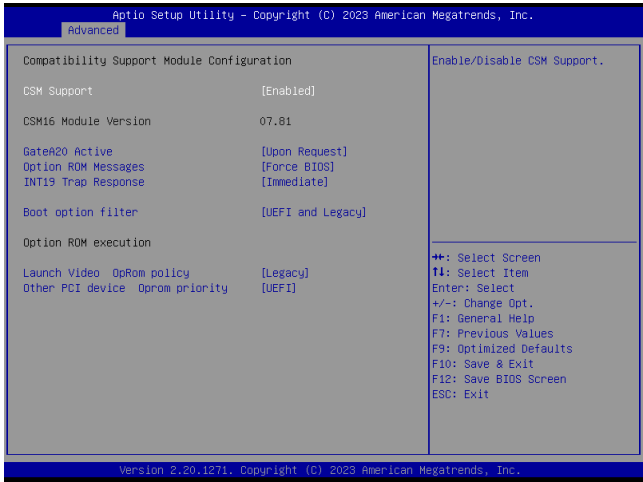 Aptio Setup Utility – Copyright (C) 2023 American Megatrends, Inc.
Advanced
Compatibility Support Module Configuration
Enable/Disable CSM Support.
CSM Support [Enabled]
CSM16 Module Version 07.81
GateA20 Active [Upon Request]
Option ROM Messages [Force BIOS]
INT19 Trap Response [Immediate]
Boot option filter [UEFI and Legacy]
Option ROM execution
Launch Video OpRom policy [Legacy]
Other PCI device Oprom priority [UEFI]
→←: Select Screen
↑↓: Select Item
Enter: Select
+/-: Change Opt.
F1: General Help
F7: Previous Values
F9: Optimized Defaults
F10: Save & Exit
F12: Save BIOS Screen
ESC: Exit
Version 2.20.1271. Copyright (C) 2023 American Megatrends, Inc.